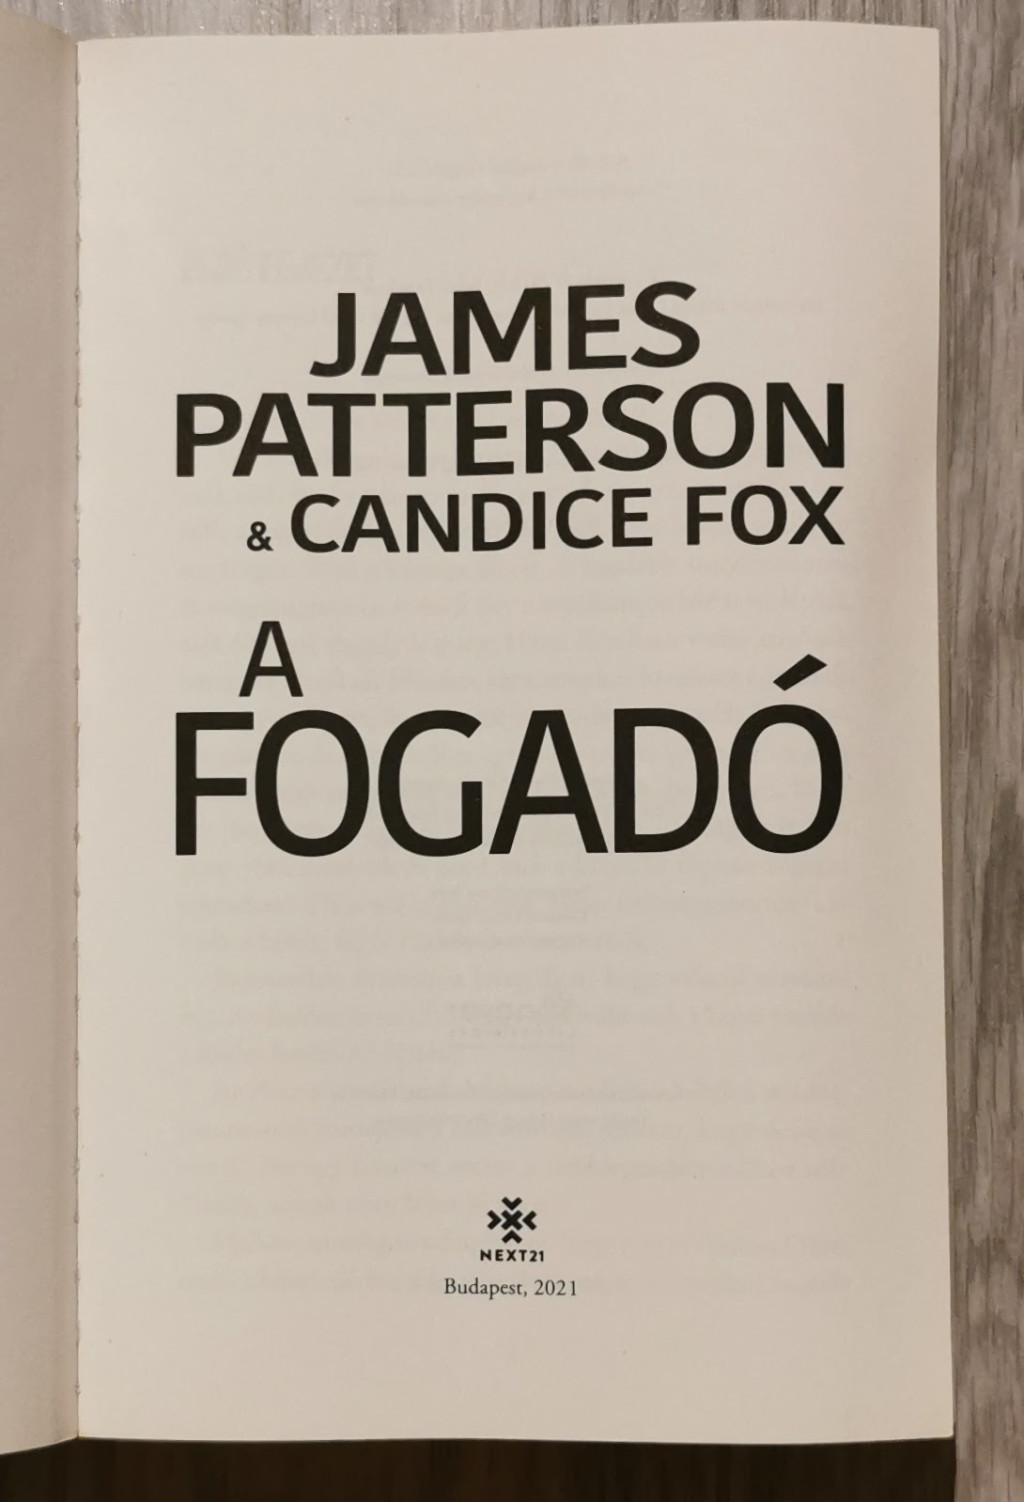 JAMES
PATTERSON
& CANDICE FOX
A
FOGADÓ
NEXT21
Budapest, 2021